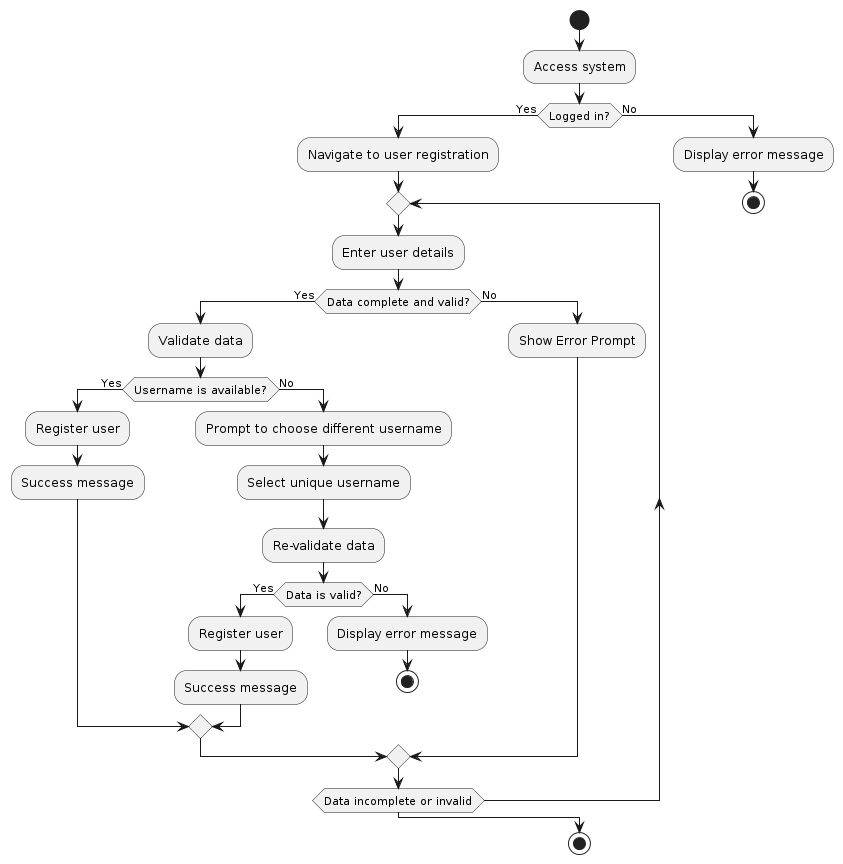 Access system
Yes
Logged in?
No
Navigate to user registration
Display error message
Enter user details
Yes
Data complete and valid?
No
Validate data
Show Error Prompt
Yes
Username is available?
No
Register user
Prompt to choose different username
Success message
Select unique username
Re-validate data
Yes
Data is valid?
No
Register user
Display error message
Success message
Data incomplete or invalid